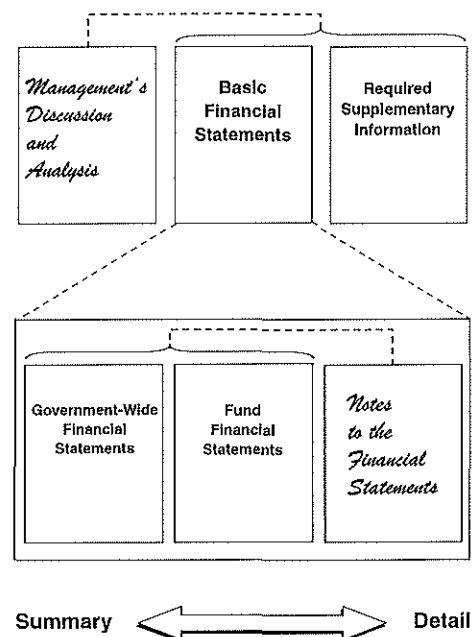 Management's
Discussion
and
Analysis
Basic
Financial
Statements
Required
Supplementary
Information
Government-Wide
Financial
Statements
Fund
Financial
Statements
Notes
to the
Financial
Statements
Summary
Detail